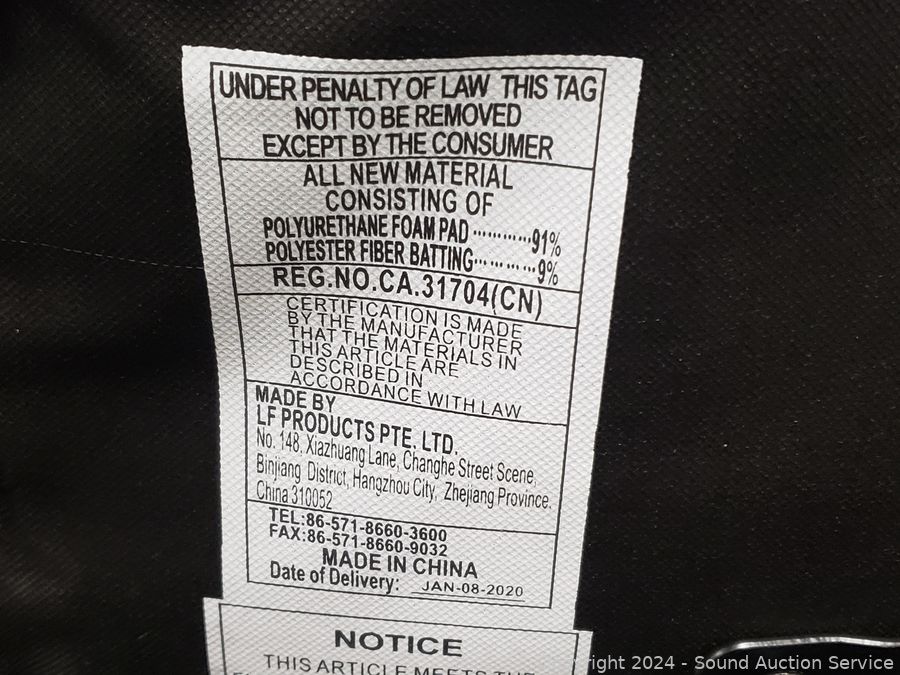 UNDER PENALTY OF LAW THIS TAG
NOT TO BE REMOVED
EXCEPT BY THE CONSUMER
ALL NEW MATERIAL
CONSISTING OF
POLYURETHANE FOAM PAD ············91%
POLYESTER FIBER BATTING············9%
REG.NO.CA.31704(CN)
CERTIFICATION IS MADE
BY THE MANUFACTURER
THAT THE MATERIALS IN
THIS ARTICLE ARE
DESCRIBED IN
ACCORDANCE WITH LAW
MADE BY
LF PRODUCTS PTE. LTD.
No. 148, Xiazhuang Lane, Changhe Street Scene,
Binjiang District, Hangzhou City, Zhejiang Province.
China 310052
TEL:86-571-8660-3600
FAX:86-571-8660-9032
MADE IN CHINA
Date of Delivery: JAN-08-2020
NOTICE
THIS ARTICLE MEETS THE
right 2024 - Sound Auction Service